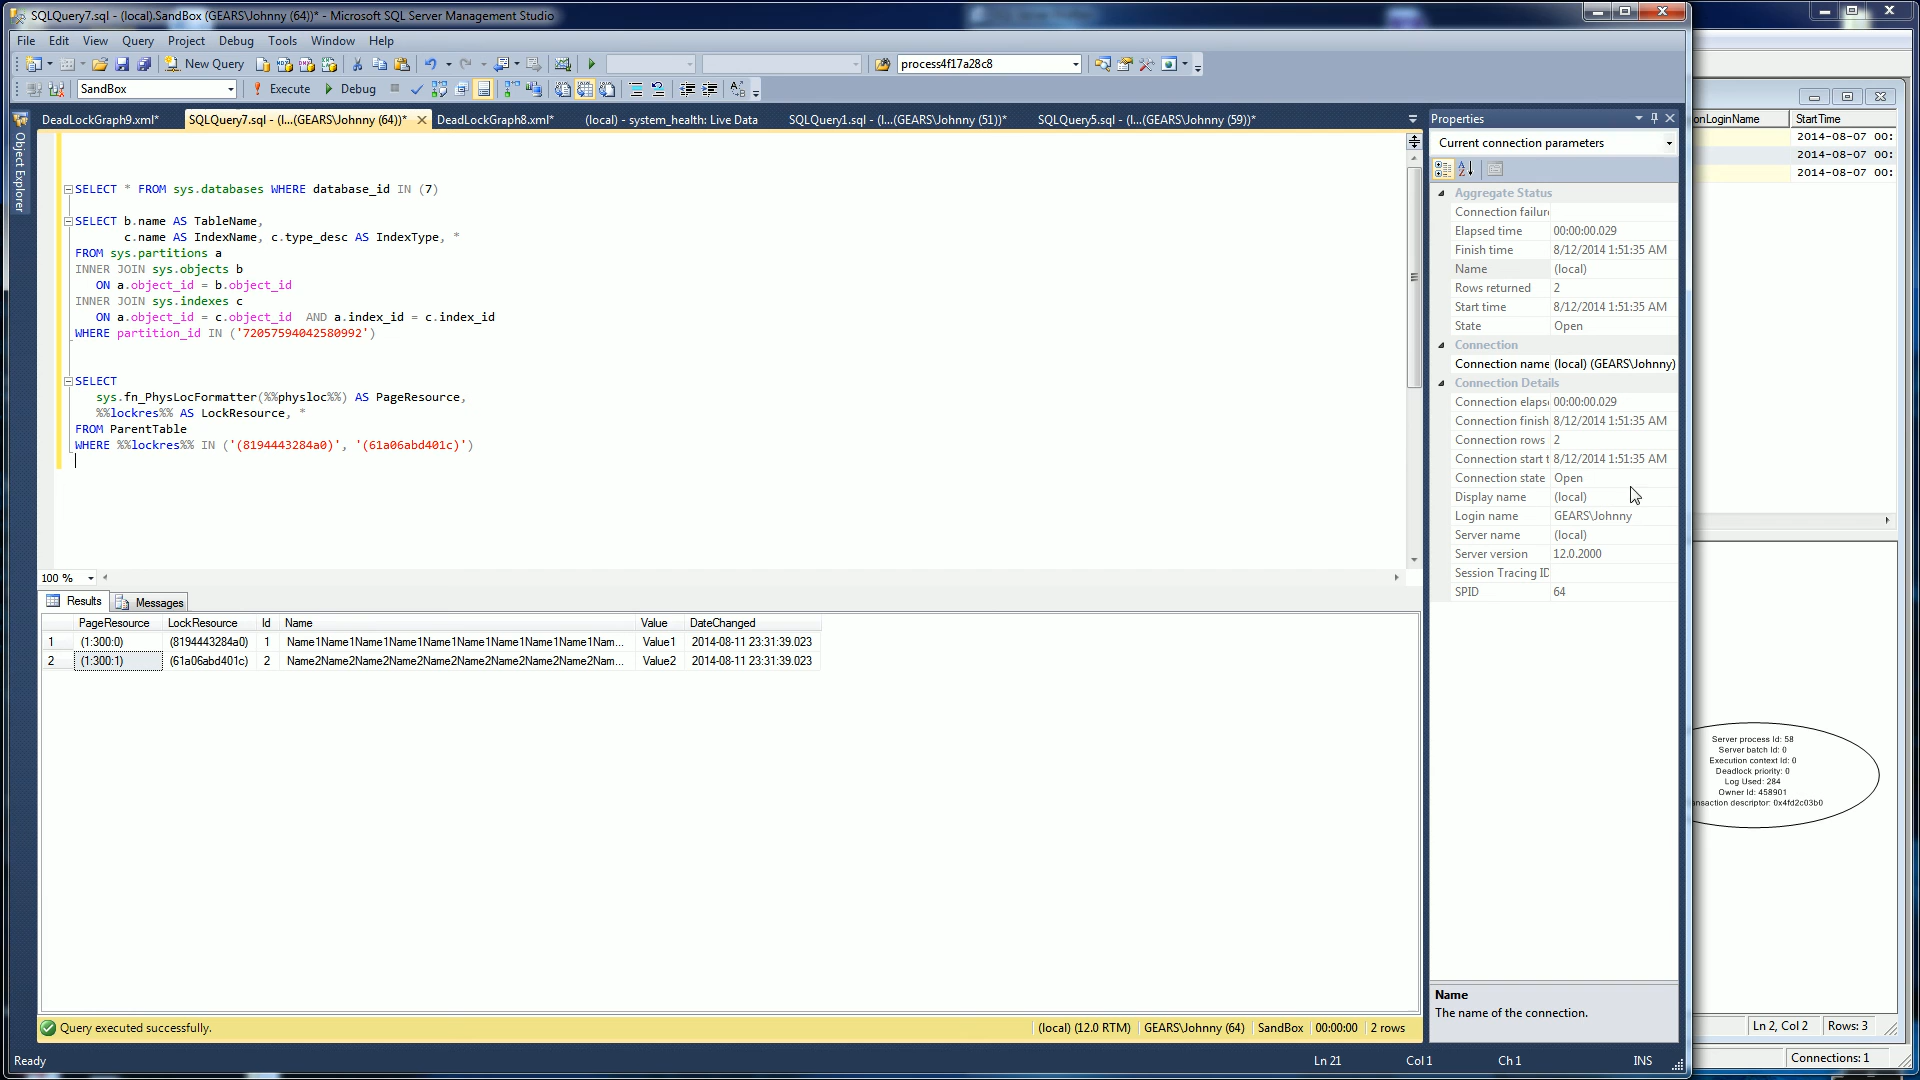 SQLQuery7.sql - (local).SandBox (GEARS\Johnny (64))* - Microsoft SQL Server Management Studio
File Edit View Query Project Debug Tools Window Help
New Query process4f17a28c8
SandBox Execute Debug
DeadLockGraph9.xml* SQLQuery7.sql - (l...(GEARS\Johnny (64))* DeadLockGraph8.xml* (local) - system_health: Live Data SQLQuery1.sql - (l...(GEARS\Johnny (51))* SQLQuery5.sql - (l...(GEARS\Johnny (59))*
Object Explorer
SELECT * FROM sys.databases WHERE database_id IN (7)
SELECT b.name AS TableName,
c.name AS IndexName, c.type_desc AS IndexType, *
FROM sys.partitions a
INNER JOIN sys.objects b
ON a.object_id = b.object_id
INNER JOIN sys.indexes c
ON a.object_id = c.object_id AND a.index_id = c.index_id
WHERE partition_id IN ('72057594042580992')
SELECT
sys.fn_PhysLocFormatter(%%physloc%%) AS PageResource,
%%lockres%% AS LockResource, *
FROM ParentTable
WHERE %%lockres%% IN ('(8194443284a0)', '(61a06abd401c)')
100 %
Results Messages
PageResource LockResource Id Name Value DateChanged
1 (1:300:0) (8194443284a0) 1 Name1Name1Name1Name1Name1Name1Name1Name1Name1Nam... Value1 2014-08-11 23:31:39.023
2 (1:300:1) (61a06abd401c) 2 Name2Name2Name2Name2Name2Name2Name2Name2Name2Nam... Value2 2014-08-11 23:31:39.023
Query executed successfully. (local) (12.0 RTM) GEARS\Johnny (64) SandBox 00:00:00 2 rows
Ready Ln 21 Col 1 Ch 1 INS
Properties
Current connection parameters
Aggregate Status
Connection failure
Elapsed time 00:00:00.029
Finish time 8/12/2014 1:51:35 AM
Name (local)
Rows returned 2
Start time 8/12/2014 1:51:35 AM
State Open
Connection
Connection name (local) (GEARS\Johnny)
Connection Details
Connection elapse 00:00:00.029
Connection finish 8/12/2014 1:51:35 AM
Connection rows 2
Connection start t 8/12/2014 1:51:35 AM
Connection state Open
Display name (local)
Login name GEARS\Johnny
Server name (local)
Server version 12.0.2000
Session Tracing ID
SPID 64
Name
The name of the connection.
onLoginName StartTime
2014-08-07 00:
2014-08-07 00:
2014-08-07 00:
Server process Id: 58
Server batch Id: 0
Execution context Id: 0
Deadlock priority: 0
Log Used: 284
Owner Id: 458901
nsaction descriptor: 0x4fd2c03b0
Ln 2, Col 2 Rows: 3
Connections: 1